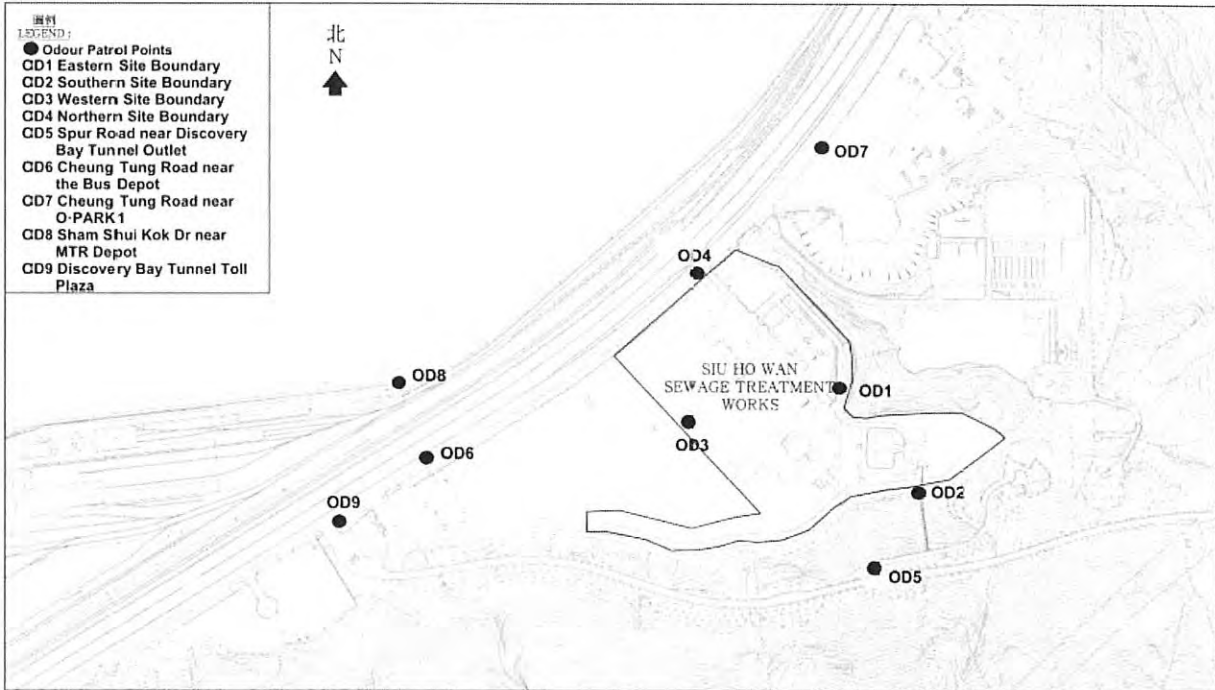 圖例
LEGEND:
Odour Patrol Points
OD1 Eastern Site Boundary
OD2 Southern Site Boundary
OD3 Western Site Boundary
OD4 Northern Site Boundary
OD5 Spur Road near Discovery
Bay Tunnel Outlet
OD6 Cheung Tung Road near
the Bus Depot
OD7 Cheung Tung Road near
O·PARK1
OD8 Sham Shui Kok Dr near
MTR Depot
OD9 Discovery Bay Tunnel Toll
Plaza
北
N
OD7
OD4
OD8
SIU HO WAN
SEWAGE TREATMENT
WORKS
OD1
OD3
OD6
OD2
OD9
OD5